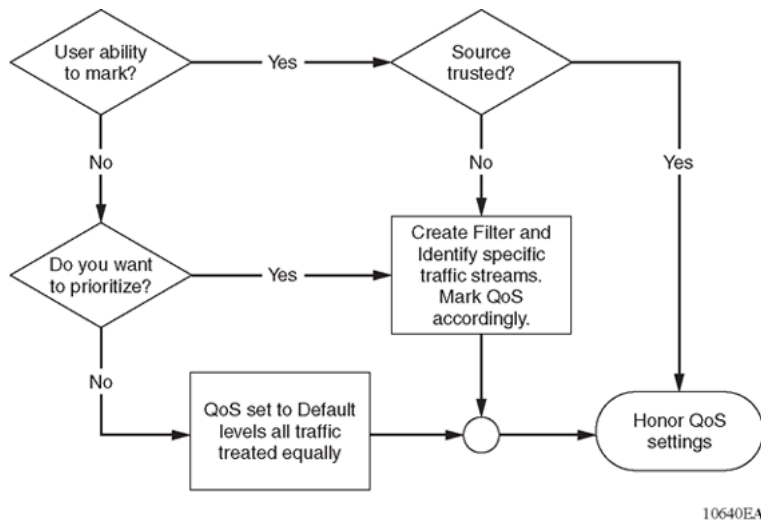 User ability
to mark?
Yes
Source
trusted?
No
No
Yes
Do you want
to prioritize?
Yes
Create Filter and
Identify specific
traffic streams.
Mark QoS
accordingly.
No
QoS set to Default
levels all traffic
treated equally
Honor QoS
settings
10640EA